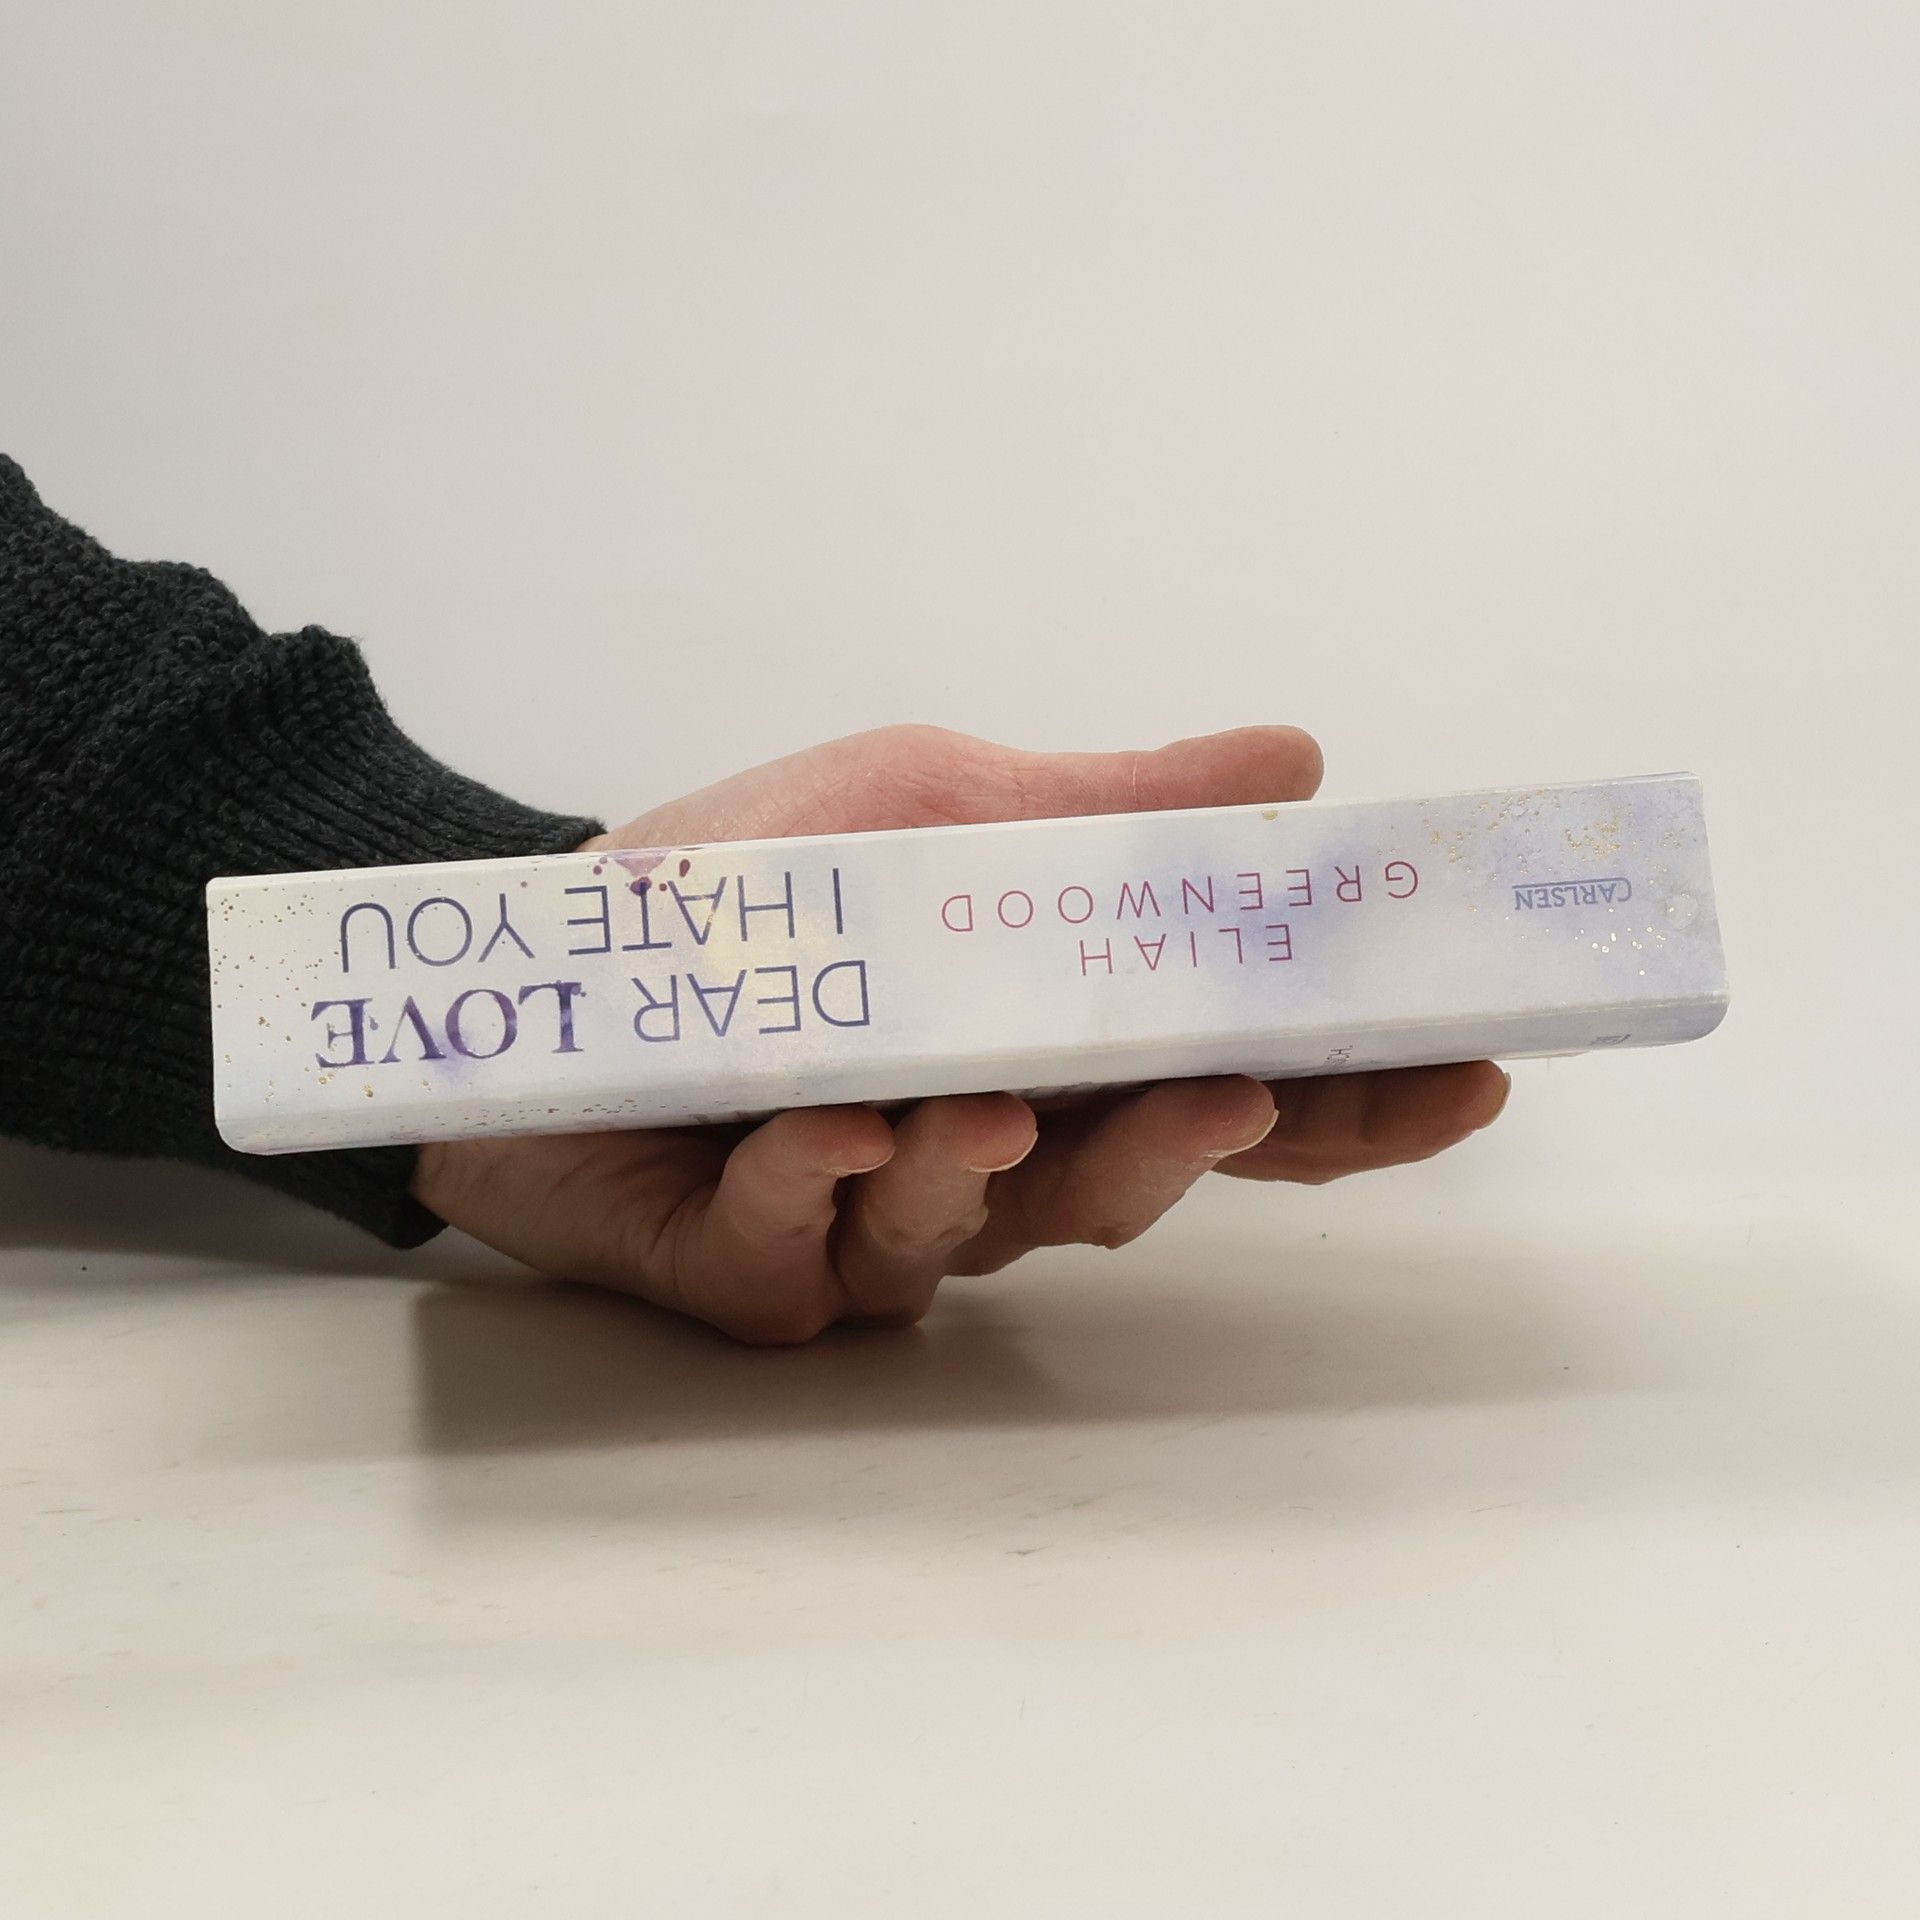 DEAR LOVE
I HATE YOU
ELIAH
GREENWOOD
CARLSEN